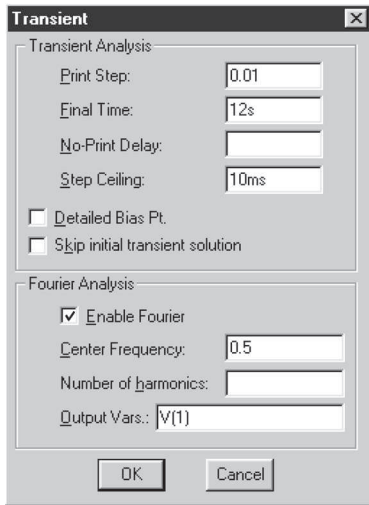 Transient
Transient Analysis
Print Step: 0.01
Final Time: 12s
No-Print Delay:
Step Ceiling: 10ms
Detailed Bias Pt.
Skip initial transient solution
Fourier Analysis
Enable Fourier
Center Frequency: 0.5
Number of harmonics:
Output Vars.: V(1)
OK Cancel